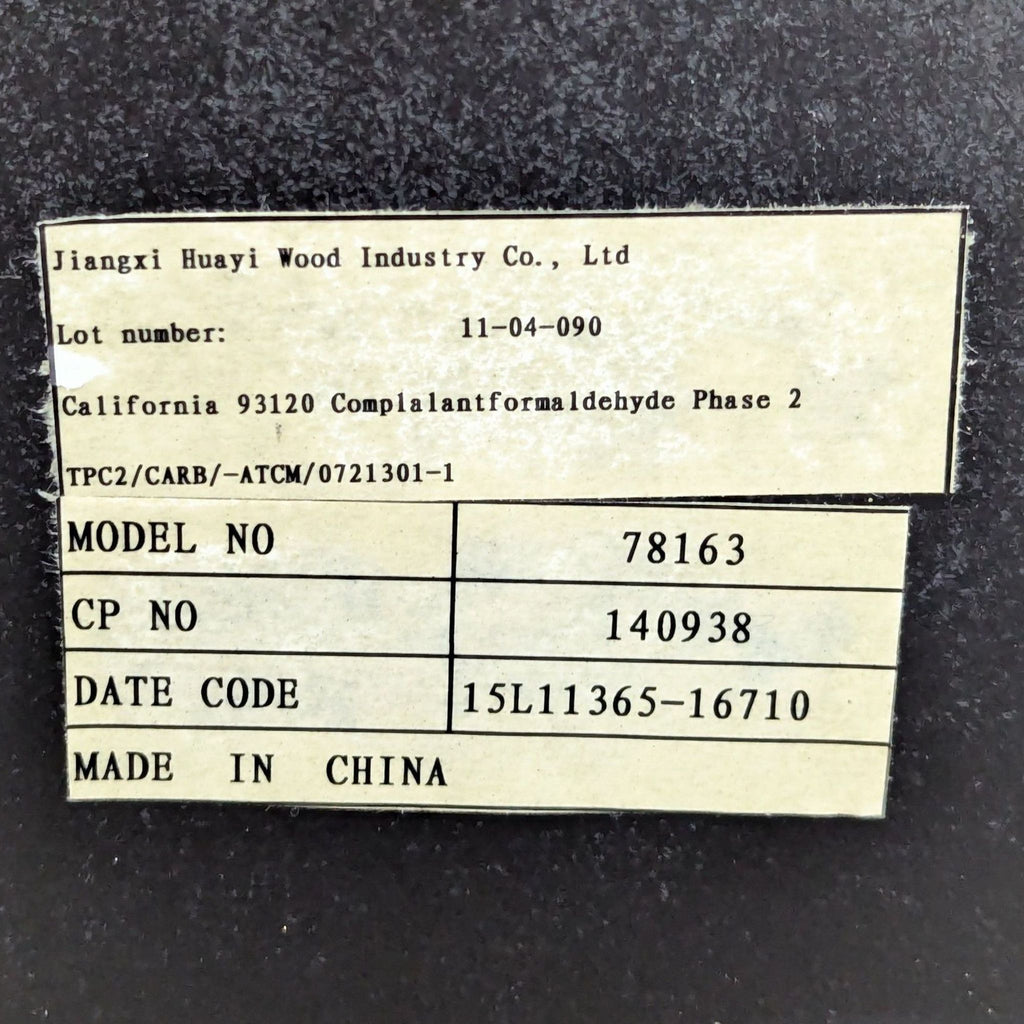 Jiangxi Huayi Wood Industry Co., Ltd
Lot number: 11-04-090
California 93120 Complalantformaldehyde Phase 2
TPC2/CARB/-ATCM/0721301-1
MODEL NO 78163
CP NO 140938
DATE CODE 15L11365-16710
MADE IN CHINA